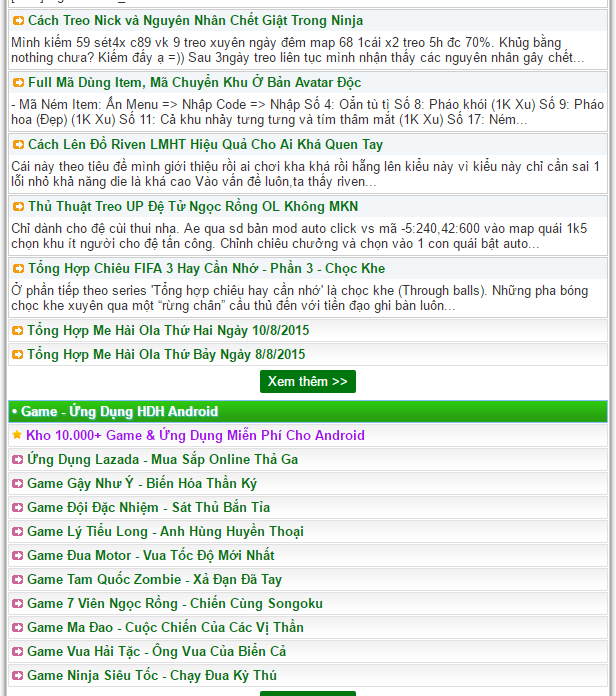 Cách Treo Nick và Nguyên Nhân Chết Giật Trong Ninja
Mình kiếm 59 sét4x c89 vk 9 treo xuyên ngày đêm map 68 1cái x2 treo 5h đc 70%. Khủg bằng
nothing chưa? Kiếm đấy ạ =)) Sau 3ngày treo liên tục mình nhận thấy các nguyên nhân gây chết...
Full Mã Dùng Item, Mã Chuyển Khu Ở Bản Avatar Độc
- Mã Ném Item: Ấn Menu => Nhập Code => Nhập Số 4: Oẳn tù tì Số 8: Pháo khói (1K Xu) Số 9: Pháo
hoa (Đẹp) (1K Xu) Số 11: Cả khu nhảy tưng tưng và tím thâm mắt (1K Xu) Số 17: Ném...
Cách Lên Đồ Riven LMHT Hiệu Quả Cho Ai Khá Quen Tay
Cái này theo tiêu đề mình giới thiệu rồi ai chơi kha khá rồi hẵng lên kiểu này vì kiểu này chỉ cần sai 1
lỗi nhỏ khả năng die là khá cao Vào vấn đề luôn,ta thấy riven...
Thủ Thuật Treo UP Đệ Tử Ngọc Rồng OL Không MKN
Chỉ dành cho đệ cùi thui nha. Ae qua sd bản mod auto click vs mã -5:240,42:600 vào map quái 1k5
chọn khu ít người cho đệ tấn công. Chỉnh chiêu chưởng và chọn vào 1 con quái bật auto...
Tổng Hợp Chiêu FIFA 3 Hay Cần Nhớ - Phần 3 - Chọc Khe
Ở phần tiếp theo series 'Tổng hợp chiêu hay cần nhớ' là chọc khe (Through balls). Những pha bóng
chọc khe xuyên qua một “rừng chân” cầu thủ đến với tiền đạo ghi bàn luôn...
Tổng Hợp Me Hài Ola Thứ Hai Ngày 10/8/2015
Tổng Hợp Me Hài Ola Thứ Bảy Ngày 8/8/2015
Xem thêm >>
• Game - Ứng Dụng HDH Android
Kho 10.000+ Game & Ứng Dụng Miễn Phí Cho Android
Ứng Dụng Lazada - Mua Sắp Online Thả Ga
Game Gậy Như Ý - Biến Hóa Thần Ký
Game Đội Đặc Nhiệm - Sát Thủ Bắn Tỉa
Game Lý Tiểu Long - Anh Hùng Huyền Thoại
Game Đua Motor - Vua Tốc Độ Mới Nhất
Game Tam Quốc Zombie - Xả Đạn Đã Tay
Game 7 Viên Ngọc Rồng - Chiến Cùng Songoku
Game Ma Đao - Cuộc Chiến Của Các Vị Thần
Game Vua Hải Tặc - Ông Vua Của Biển Cả
Game Ninja Siêu Tốc - Chạy Đua Kỳ Thú